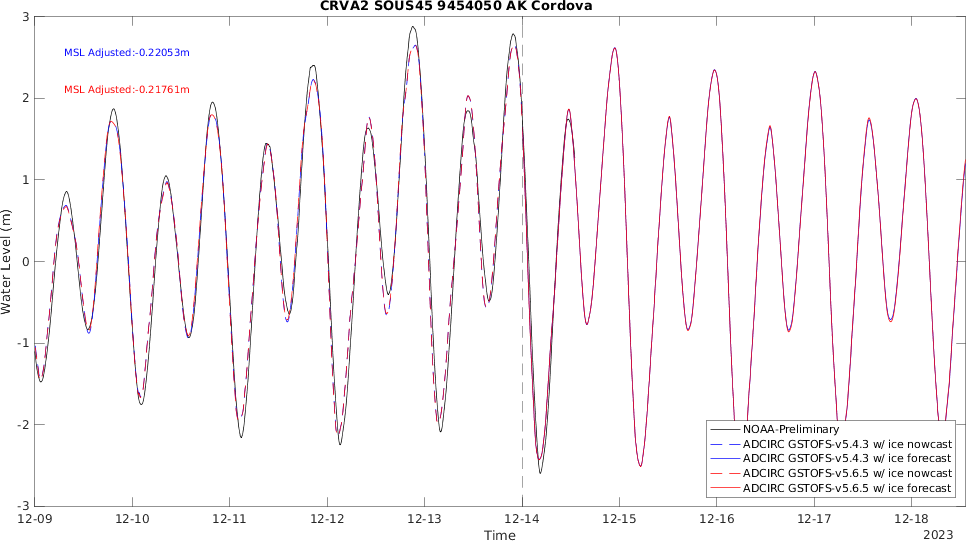 CRVA2 SOUS45 9454050 AK Cordova
MSL Adjusted:-0.22053m
MSL Adjusted:-0.21761m
Water Level (m)
3
2
1
0
-1
-2
-3
NOAA-Preliminary
ADCIRC GSTOFS-v5.4.3 w/ ice nowcast
ADCIRC GSTOFS-v5.4.3 w/ ice forecast
ADCIRC GSTOFS-v5.6.5 w/ ice nowcast
ADCIRC GSTOFS-v5.6.5 w/ ice forecast
12-09 12-10 12-11 12-12 12-13 12-14 12-15 12-16 12-17 12-18
Time
2023